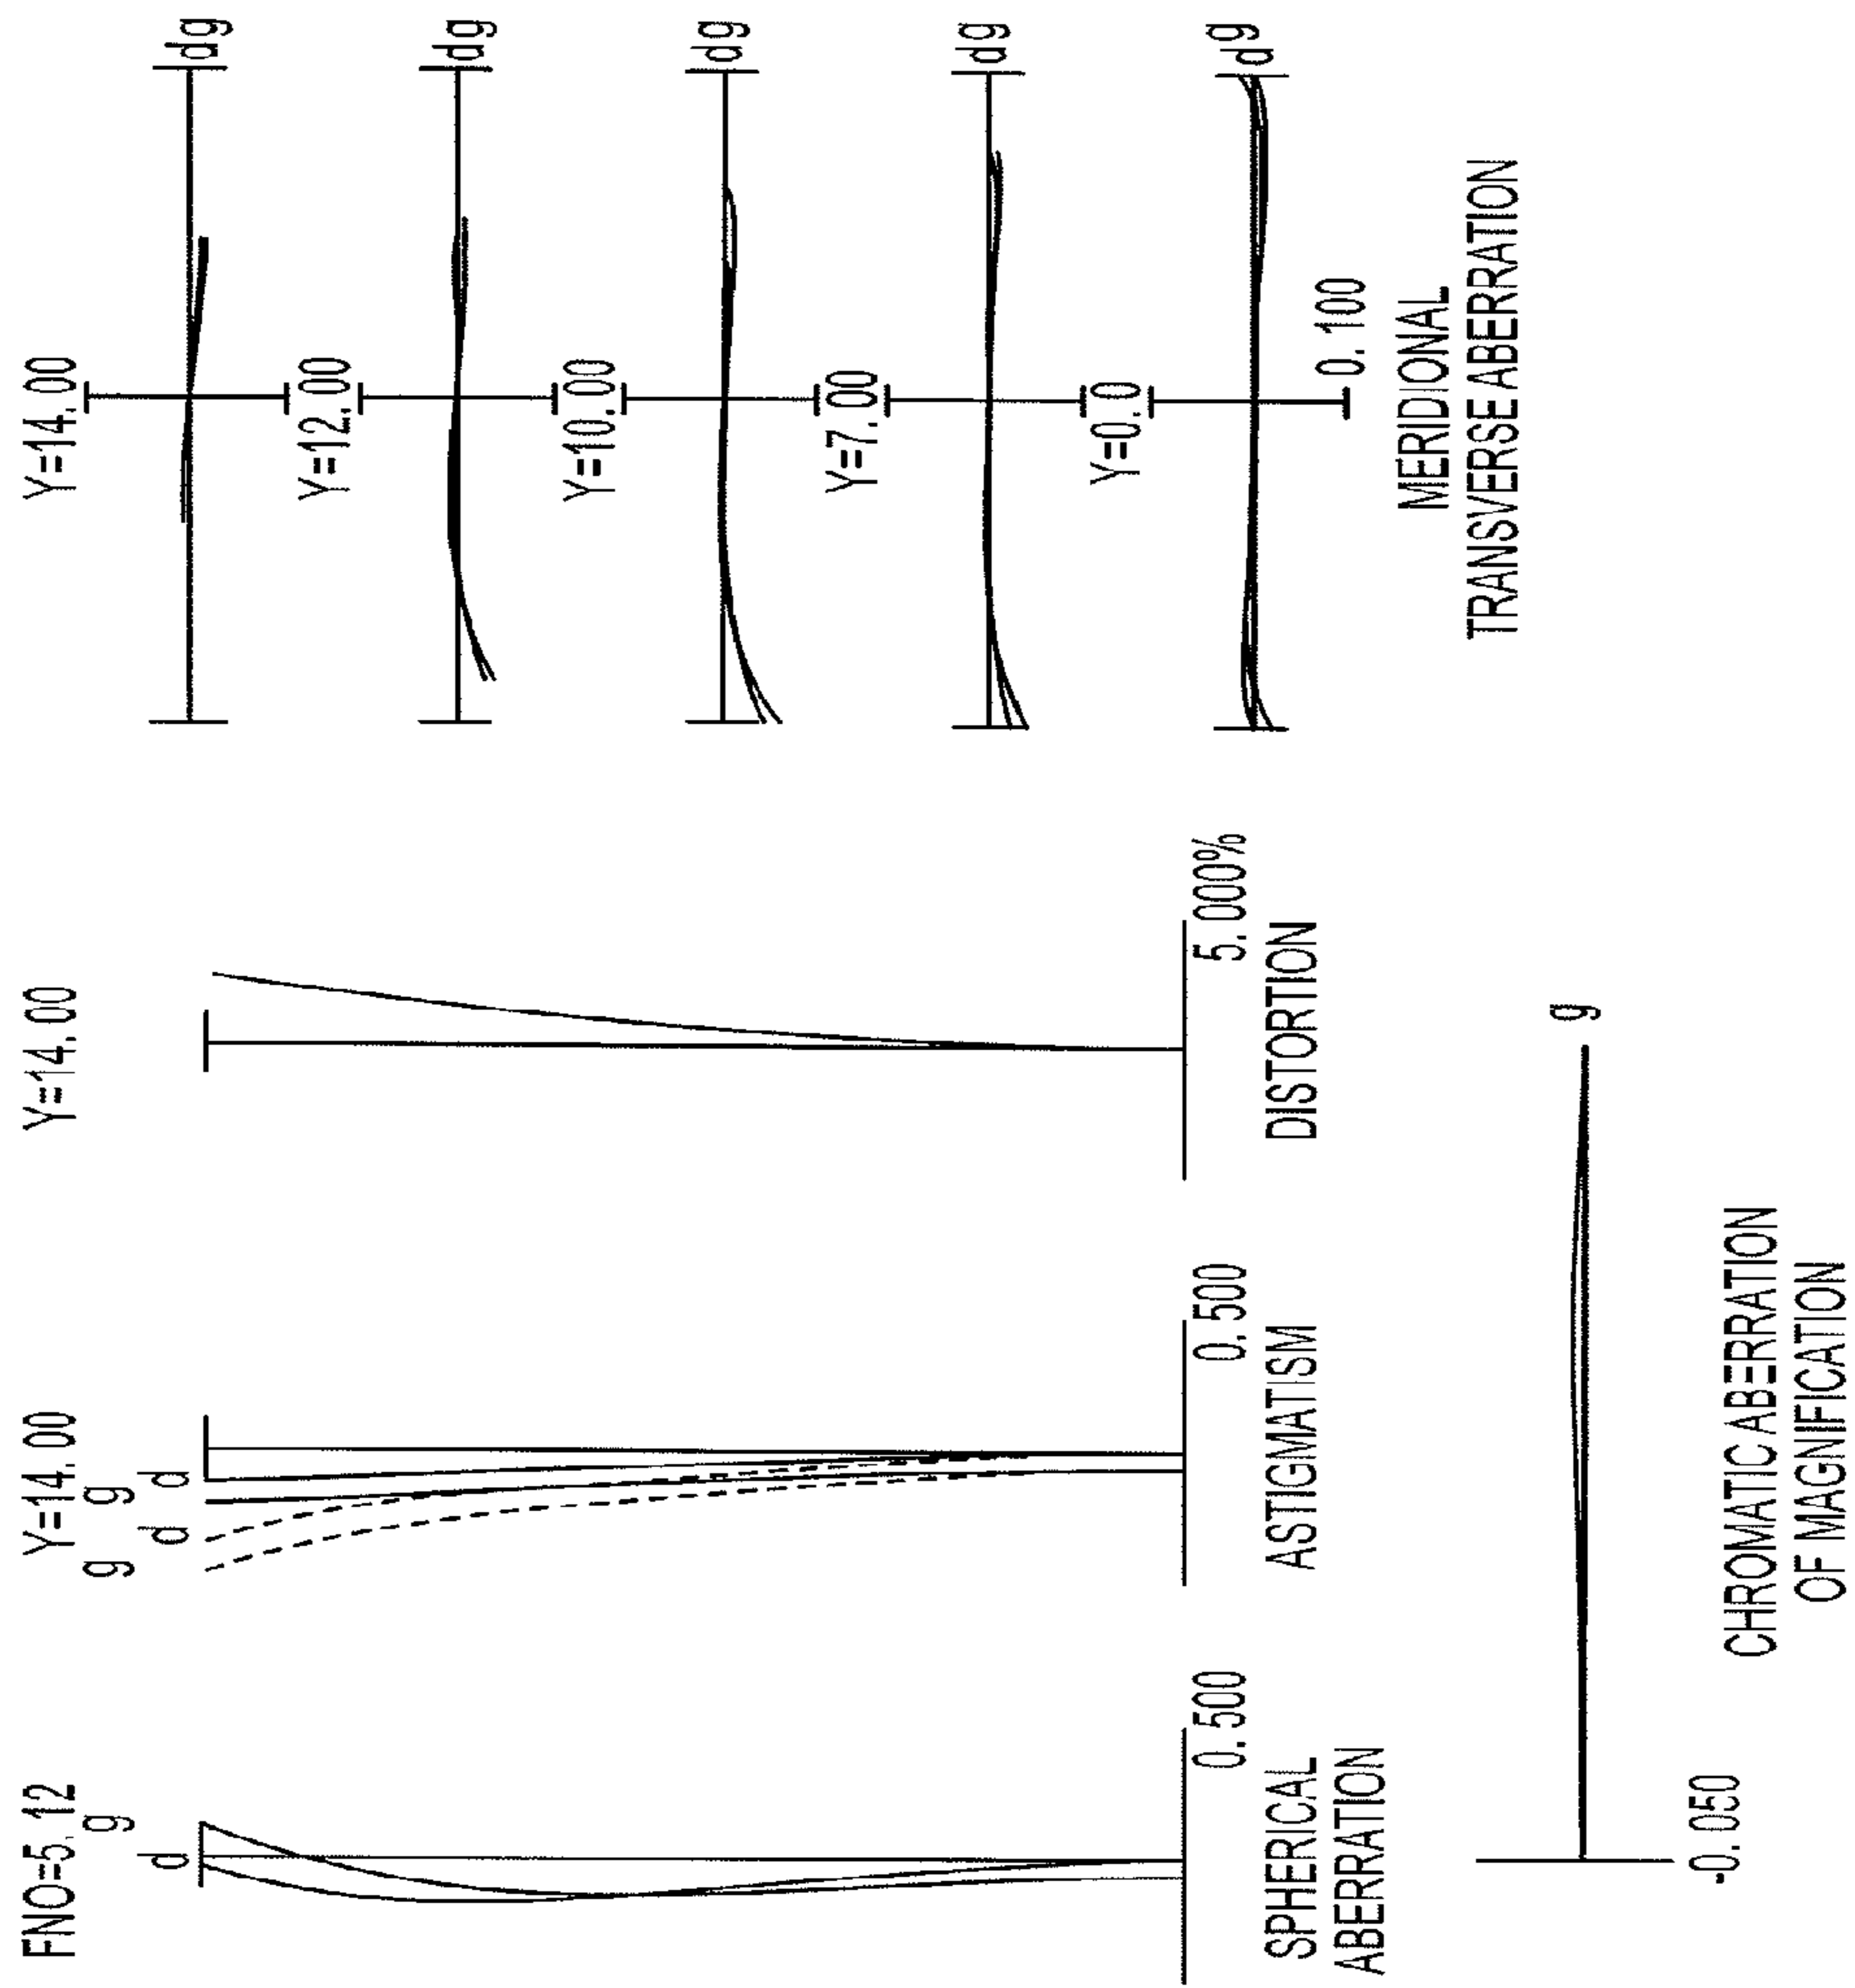 FNO=5.12
g
d
0.500
SPHERICAL
ABERRATION
Y=14.00
g
d
g
d
0.500
ASTIGMATISM
Y=14.00
5.000%
DISTORTION
g
-0.050
CHROMATIC ABERRATION
OF MAGNIFICATION
Y=14.00
dg
Y=12.00
dg
Y=10.00
dg
Y=7.00
dg
Y=0.0
g
d
0.100
MERIDIONAL
TRANSVERSE ABERRATION